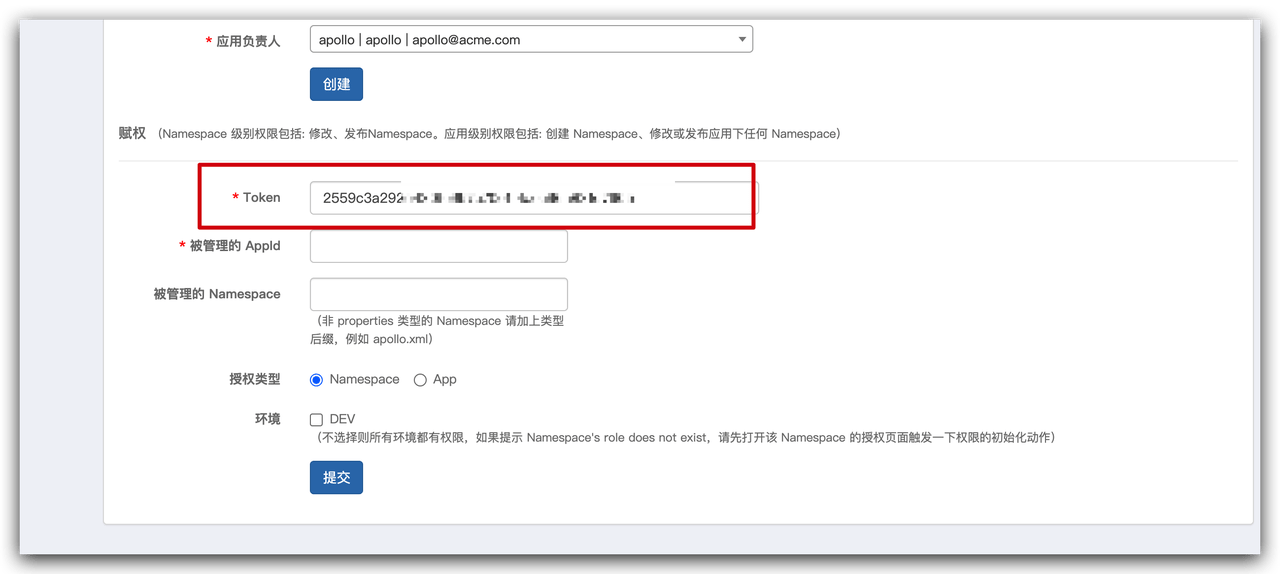 * 应用负责人 apollo | apollo | apollo@acme.com
创建
赋权 （Namespace 级别权限包括: 修改、发布Namespace。应用级别权限包括: 创建 Namespace、修改或发布应用下任何 Namespace）
* Token 2559c3a292
* 被管理的 AppId
被管理的 Namespace
（非 properties 类型的 Namespace 请加上类型
后缀，例如 apollo.xml）
授权类型 Namespace App
环境 DEV
（不选择则所有环境都有权限，如果提示 Namespace's role does not exist，请先打开该 Namespace 的授权页面触发一下权限的初始化动作）
提交